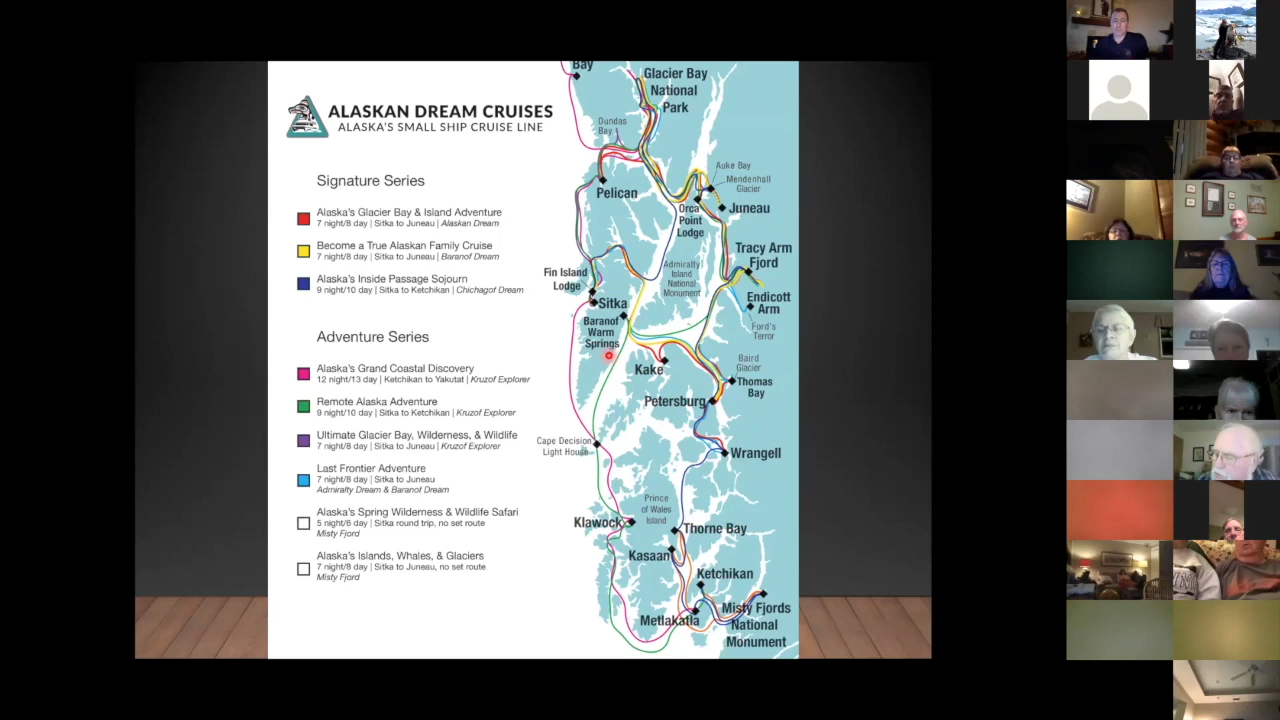 ALASKAN DREAM CRUISES
ALASKA'S SMALL SHIP CRUISE LINE
Signature Series
Alaska's Glacier Bay & Island Adventure
7 night/8 day | Sitka to Juneau | Alaskan Dream
Become a True Alaskan Family Cruise
7 night/8 day | Sitka to Juneau | Baranof Dream
Alaska's Inside Passage Sojourn
9 night/10 day | Sitka to Ketchikan | Chichagof Dream
Adventure Series
Alaska's Grand Coastal Discovery
12 night/13 day | Ketchikan to Yakutat | Kruzof Explorer
Remote Alaska Adventure
9 night/10 day | Sitka to Ketchikan | Kruzof Explorer
Ultimate Glacier Bay, Wilderness, & Wildlife
7 night/8 day | Sitka to Juneau | Kruzof Explorer
Last Frontier Adventure
7 night/8 day | Sitka to Juneau
Admiralty Dream & Baranof Dream
Alaska's Spring Wilderness & Wildlife Safari
5 night/6 day | Sitka round trip, no set route
Misty Fjord
Alaska's Islands, Whales, & Glaciers
7 night/8 day | Sitka to Juneau, no set route
Misty Fjord
Bay
Glacier Bay
National
Park
Dundas
Bay
Auke Bay
Mendenhall
Glacier
Pelican
Orca
Point
Lodge
Juneau
Tracy Arm
Fjord
Admiralty
Island
National
Monument
Fin Island
Lodge
Sitka
Endicott
Arm
Baranof
Warm
Springs
Ford's
Terror
Kake
Baird
Glacier
Thomas
Bay
Petersburg
Cape Decision
Light House
Wrangell
Prince
of Wales
Island
Klawock
Thorne Bay
Kasaan
Ketchikan
Metlakatla
Misty Fjords
National
Monument